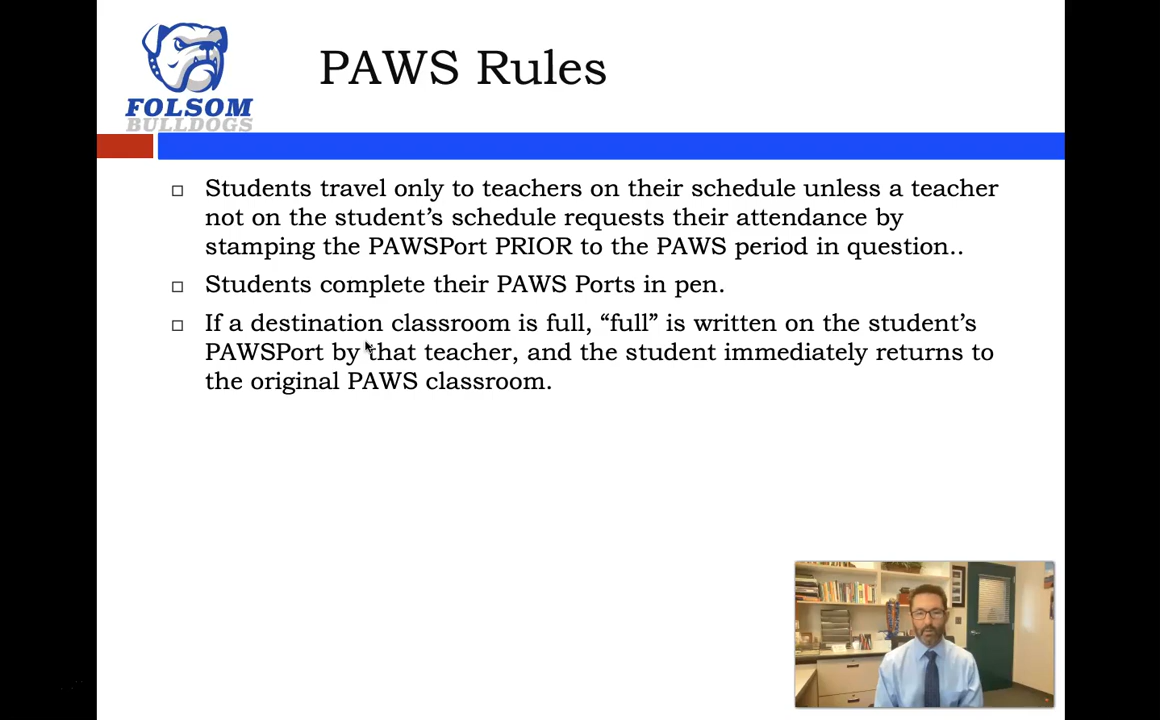 PAWS Rules
FOLSOM
BULLDOGS
Students travel only to teachers on their schedule unless a teacher
not on the student’s schedule requests their attendance by
stamping the PAWSPort PRIOR to the PAWS period in question..
Students complete their PAWS Ports in pen.
If a destination classroom is full, “full” is written on the student’s
PAWSPort by that teacher, and the student immediately returns to
the original PAWS classroom.